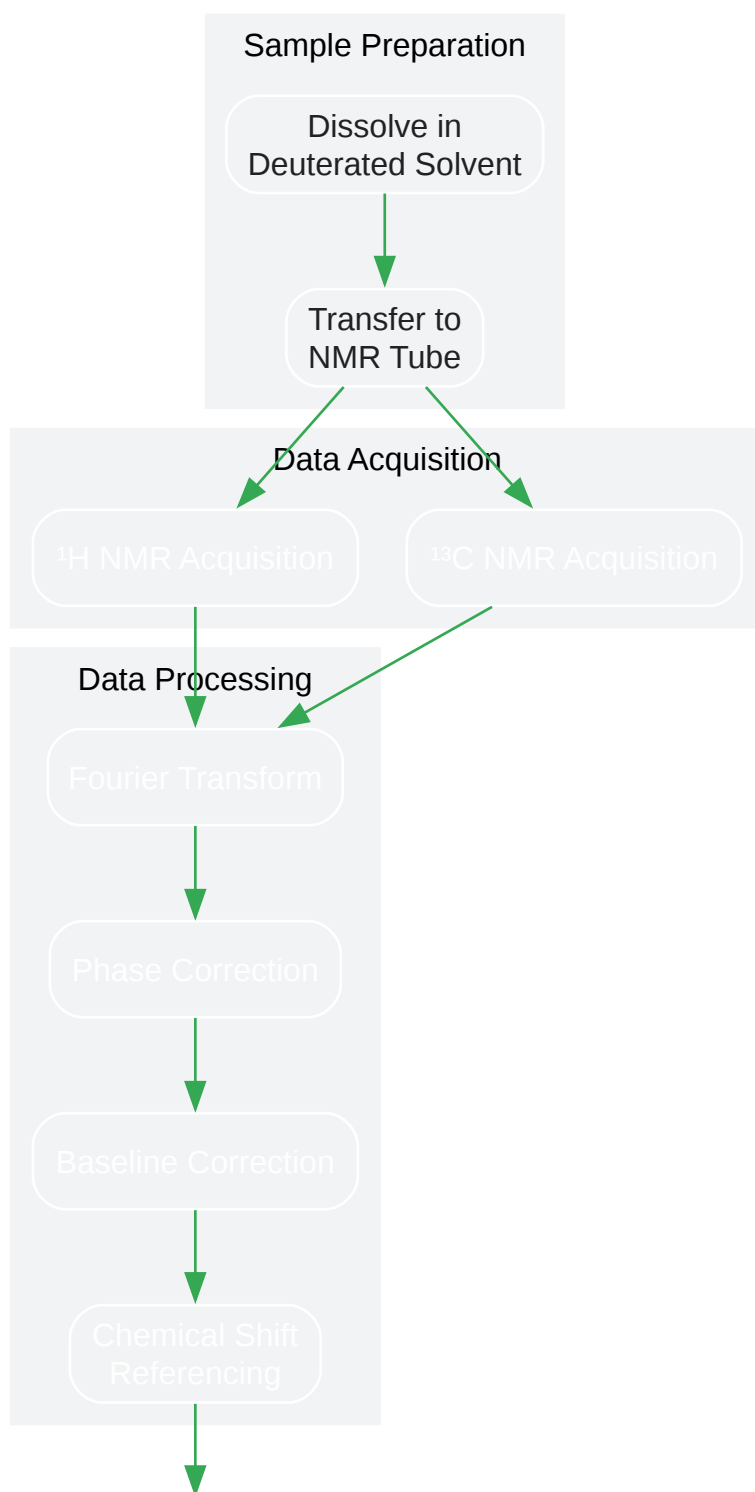 Sample Preparation
Dissolve in
Deuterated Solvent
Transfer to
NMR Tube
Data Acquisition
¹H NMR Acquisition
¹³C NMR Acquisition
Data Processing
Fourier Transform
Phase Correction
Baseline Correction
Chemical Shift
Referencing